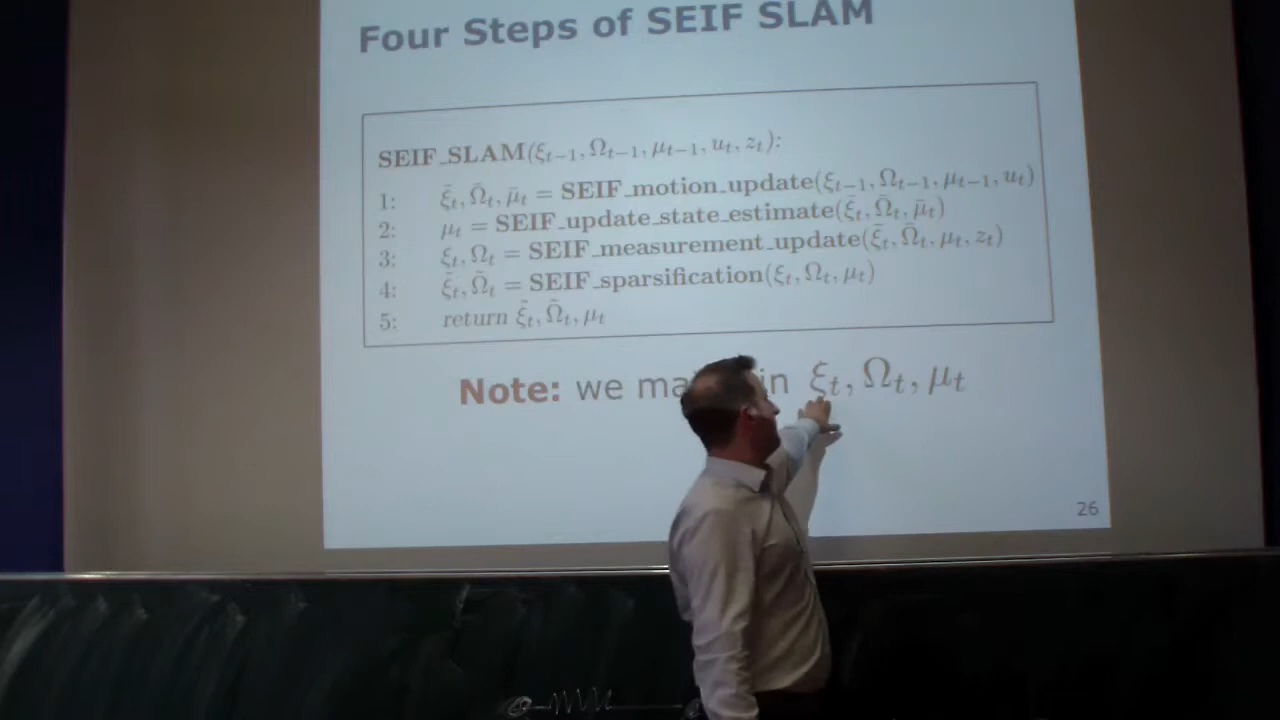 Four Steps of SEIF SLAM
SEIF_SLAM(ξₜ₋₁, Ωₜ₋₁, μₜ₋₁, uₜ, zₜ):
1: ξ̄ₜ, Ω̄ₜ, μ̄ₜ = SEIF_motion_update(ξₜ₋₁, Ωₜ₋₁, μₜ₋₁, uₜ)
2: μₜ = SEIF_update_state_estimate(ξ̄ₜ, Ω̄ₜ, μ̄ₜ)
3: ξₜ, Ωₜ = SEIF_measurement_update(ξ̄ₜ, Ω̄ₜ, μₜ, zₜ)
4: ξ̃ₜ, Ω̃ₜ = SEIF_sparsification(ξₜ, Ωₜ, μₜ)
5: return ξ̃ₜ, Ω̃ₜ, μₜ
Note: we ξₜ, Ωₜ, μₜ
26